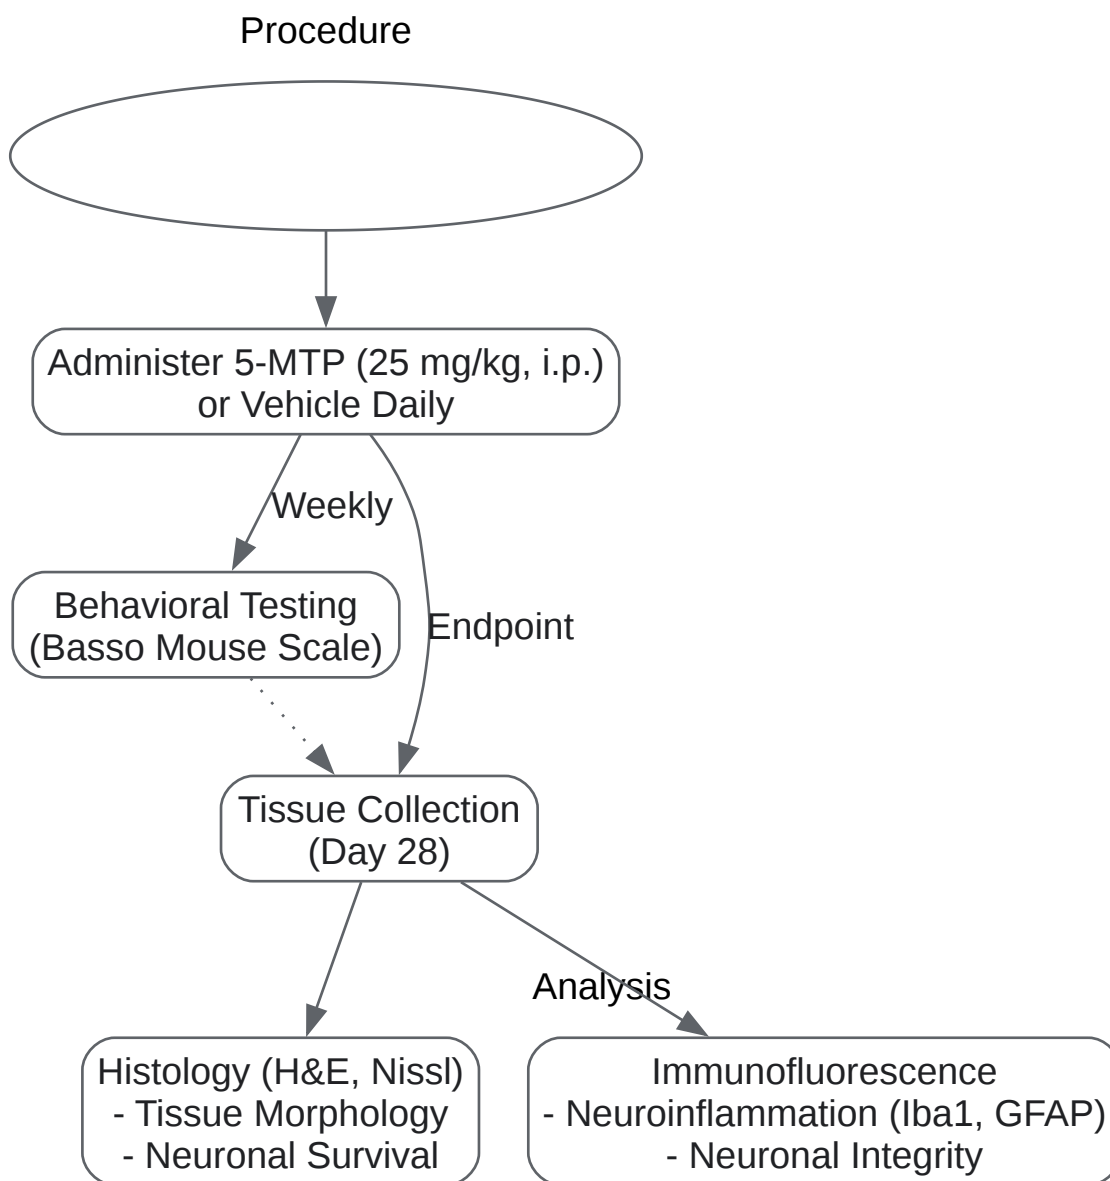 Procedure
Administer 5-MTP (25 mg/kg, i.p.)
or Vehicle Daily
Weekly
Behavioral Testing
(Basso Mouse Scale)
Endpoint
Tissue Collection
(Day 28)
Analysis
Histology (H&E, Nissl)
- Tissue Morphology
- Neuronal Survival
Immunofluorescence
- Neuroinflammation (Iba1, GFAP)
- Neuronal Integrity